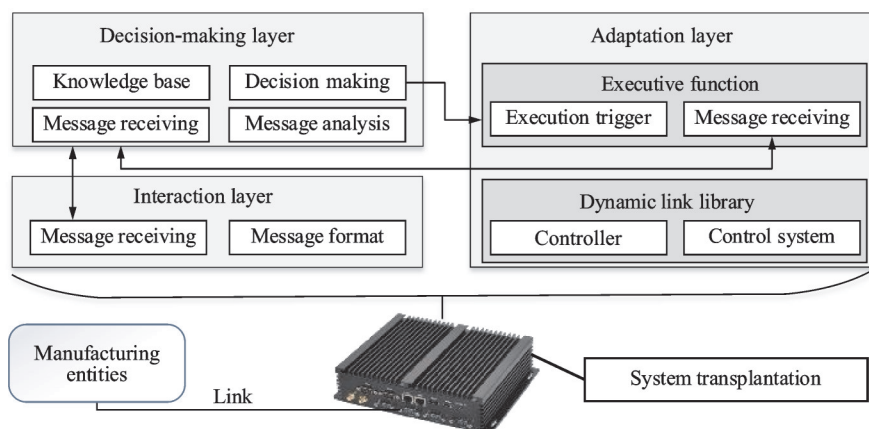 Decision-making layer
Knowledge base
Decision making
Message receiving
Message analysis
Interaction layer
Message receiving
Message format
Adaptation layer
Executive function
Execution trigger
Message receiving
Dynamic link library
Controller
Control system
Manufacturing
entities
Link
System transplantation